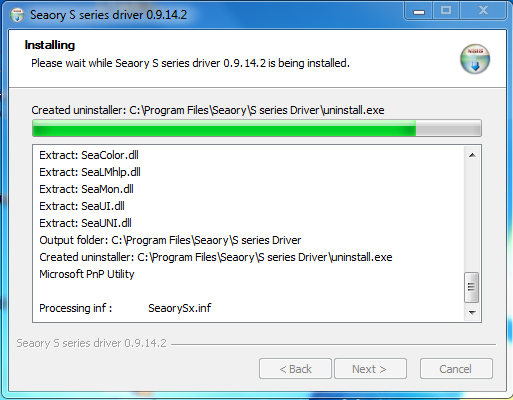 Seaory S series driver 0.9.14.2
Installing
Please wait while Seaory S series driver 0.9.14.2 is being installed.
Created uninstaller: C:\Program Files\Seaory\S series Driver\uninstall.exe
Extract: SeaColor.dll
Extract: SeaLMhlp.dll
Extract: SeaMon.dll
Extract: SeaUI.dll
Extract: SeaUNI.dll
Output folder: C:\Program Files\Seaory\S series Driver
Created uninstaller: C:\Program Files\Seaory\S series Driver\uninstall.exe
Microsoft PnP Utility
Processing inf : SeaorySx.inf
Seaory S series driver 0.9.14.2
< Back Next > Cancel